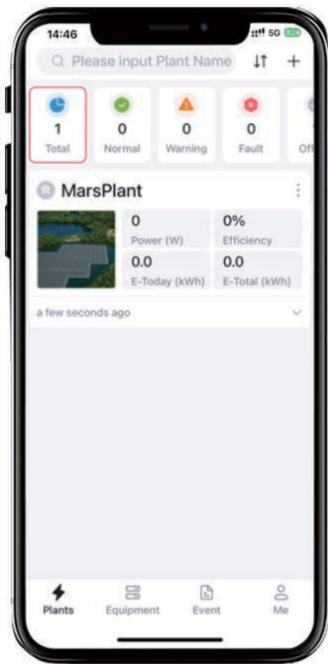 14:46
5G
Please input Plant Name
1
0
0
0
Total
Normal
Warning
Fault
MarsPlant
0
0%
Power (W)
Efficiency
0.0
0.0
E-Today (kWh)
E-Total (kWh)
a few seconds ago
Plants
Equipment
Event
Me